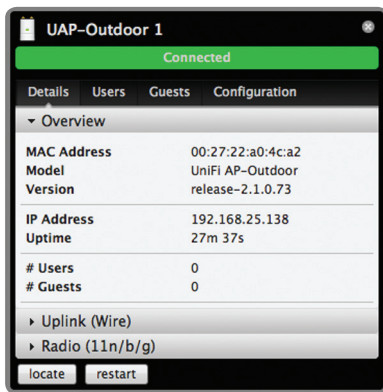 UAP-Outdoor 1
Connected
Details Users Guests Configuration
Overview
MAC Address 00:27:22:a0:4c:a2
Model UniFi AP-Outdoor
Version release-2.1.0.73
IP Address 192.168.25.138
Uptime 27m 37s
# Users 0
# Guests 0
Uplink (Wire)
Radio (11n/b/g)
locate restart